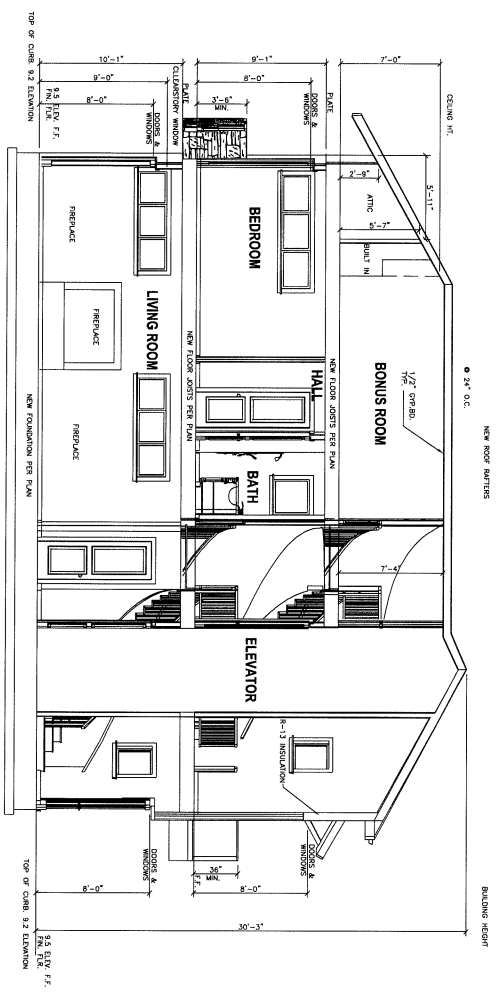 NEW ROOF RAFTERS
@ 24" O.C.
BUILDING HEIGHT
CEILING HT.
5'-11"
7'-0"
2'-9"
ATTIC
5'-7"
BUILT IN
1/2" GYP.BD.
TYP.
BONUS ROOM
7'-4"
30'-3"
PLATE
DOORS &
WINDOWS
9'-1"
8'-0"
3'-6"
MIN.
NEW FLOOR JOISTS PER PLAN
BEDROOM
HALL
BATH
ELEVATOR
R-13 INSULATION
DOORS &
WINDOWS
8'-0"
36"
MIN.
F.F.
PLATE
CLLEARSTORY WINDOW
NEW FLOOR JOISTS PER PLAN
10'-1"
9'-0"
8'-0"
DOORS &
WINDOWS
LIVING ROOM
FIREPLACE
FIREPLACE
FIREPLACE
DOORS &
WINDOWS
8'-0"
9.5 ELEV. F.F.
FIN. FLR.
TOP OF CURB. 9.2 ELEVATION
NEW FOUNDATION PER PLAN
9.5 ELEV. F.F.
FIN. FLR.
TOP OF CURB. 9.2 ELEVATION